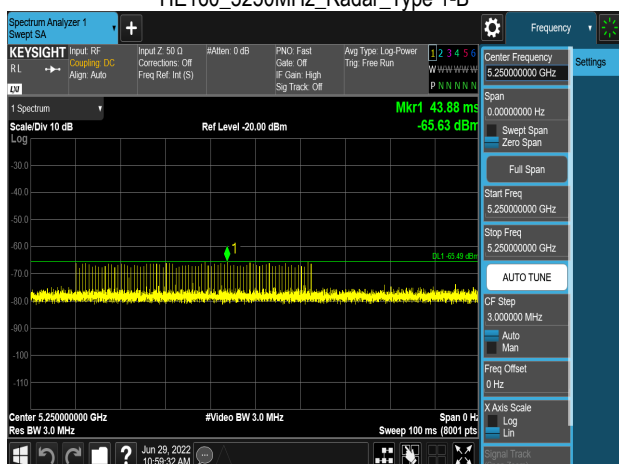 HE160_5250MHz_Radar_Type 1-B
Spectrum Analyzer 1
Swept SA
+
Frequency
KEYSIGHT
RL
Input: RF
Coupling: DC
Align: Auto
Input Z: 50 Ω
Corrections: Off
Freq Ref: Int (S)
#Atten: 0 dB
PNO: Fast
Gate: Off
IF Gain: High
Sig Track: Off
Avg Type: Log-Power
Trig: Free Run
1 2 3 4 5 6
W W W W W W
P N N N N N
LXI
1 Spectrum
Scale/Div 10 dB
Log
Ref Level -20.00 dBm
Mkr1 43.88 ms
-65.63 dBm
-30.0
-40.0
-50.0
-60.0
-70.0
-80.0
-90.0
-100
-110
1
DL1 -65.49 dBm
Center 5.250000000 GHz
Res BW 3.0 MHz
#Video BW 3.0 MHz
Span 0 Hz
Sweep 100 ms (8001 pts)
Jun 29, 2022
10:59:32 AM
?
Center Frequency
5.250000000 GHz
Settings
Span
0.00000000 Hz
Swept Span
Zero Span
Full Span
Start Freq
5.250000000 GHz
Stop Freq
5.250000000 GHz
AUTO TUNE
CF Step
3.000000 MHz
Auto
Man
Freq Offset
0 Hz
X Axis Scale
Log
Lin
Signal Track